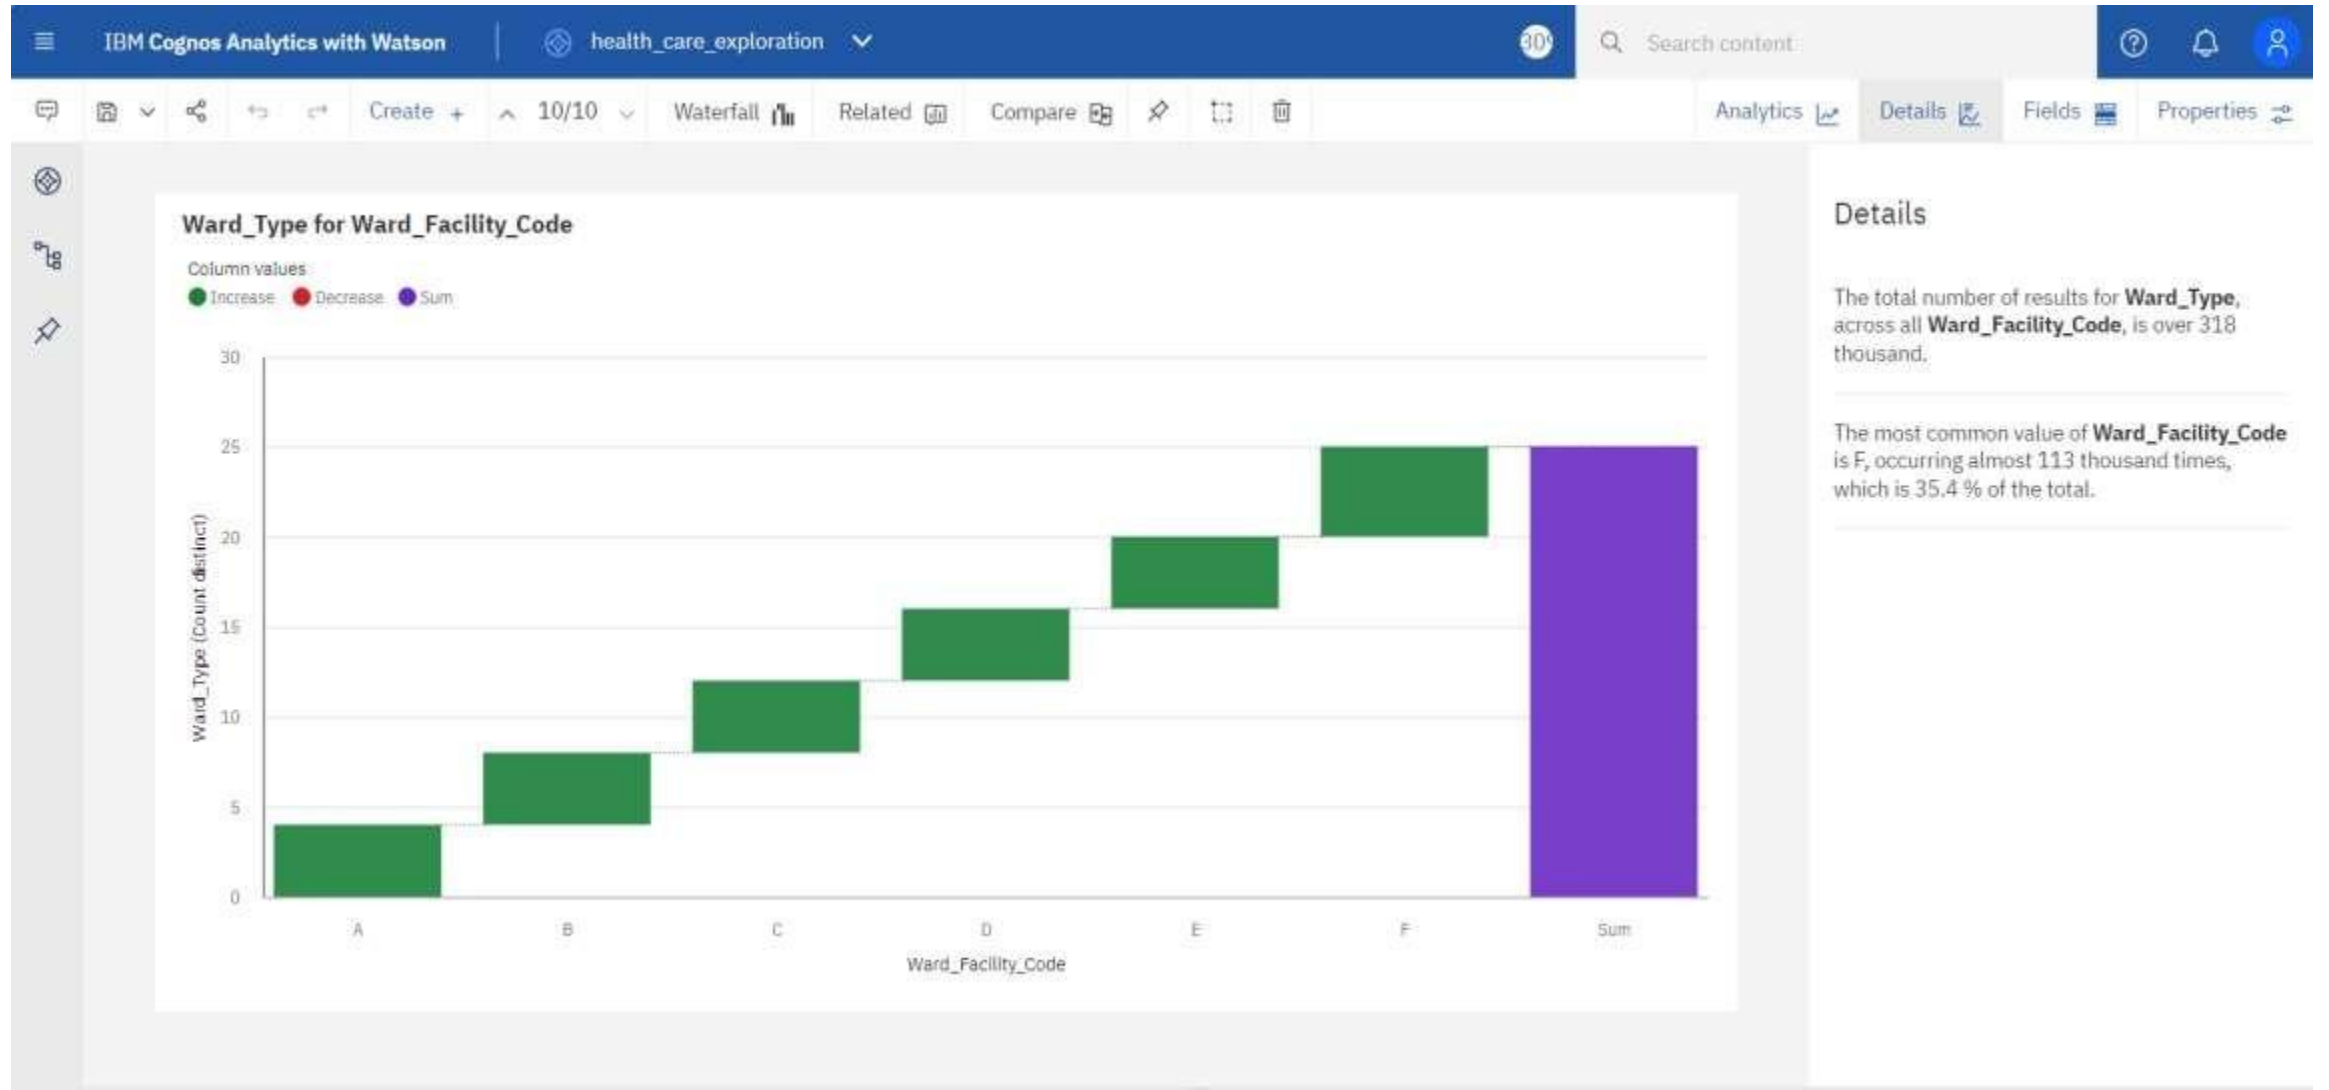 IBM Cognos Analytics with Watson
health_care_exploration
Search content
Create +
10/10
Waterfall
Related
Compare
Analytics
Details
Fields
Properties
Ward_Type for Ward_Facility_Code
Column values
Increase Decrease Sum
30
25
20
15
10
5
0
Ward_Type (Count distinct)
A B C D E F Sum
Ward_Facility_Code
Details
The total number of results for Ward_Type,
across all Ward_Facility_Code, is over 318
thousand.
The most common value of Ward_Facility_Code
is F, occurring almost 113 thousand times,
which is 35.4 % of the total.